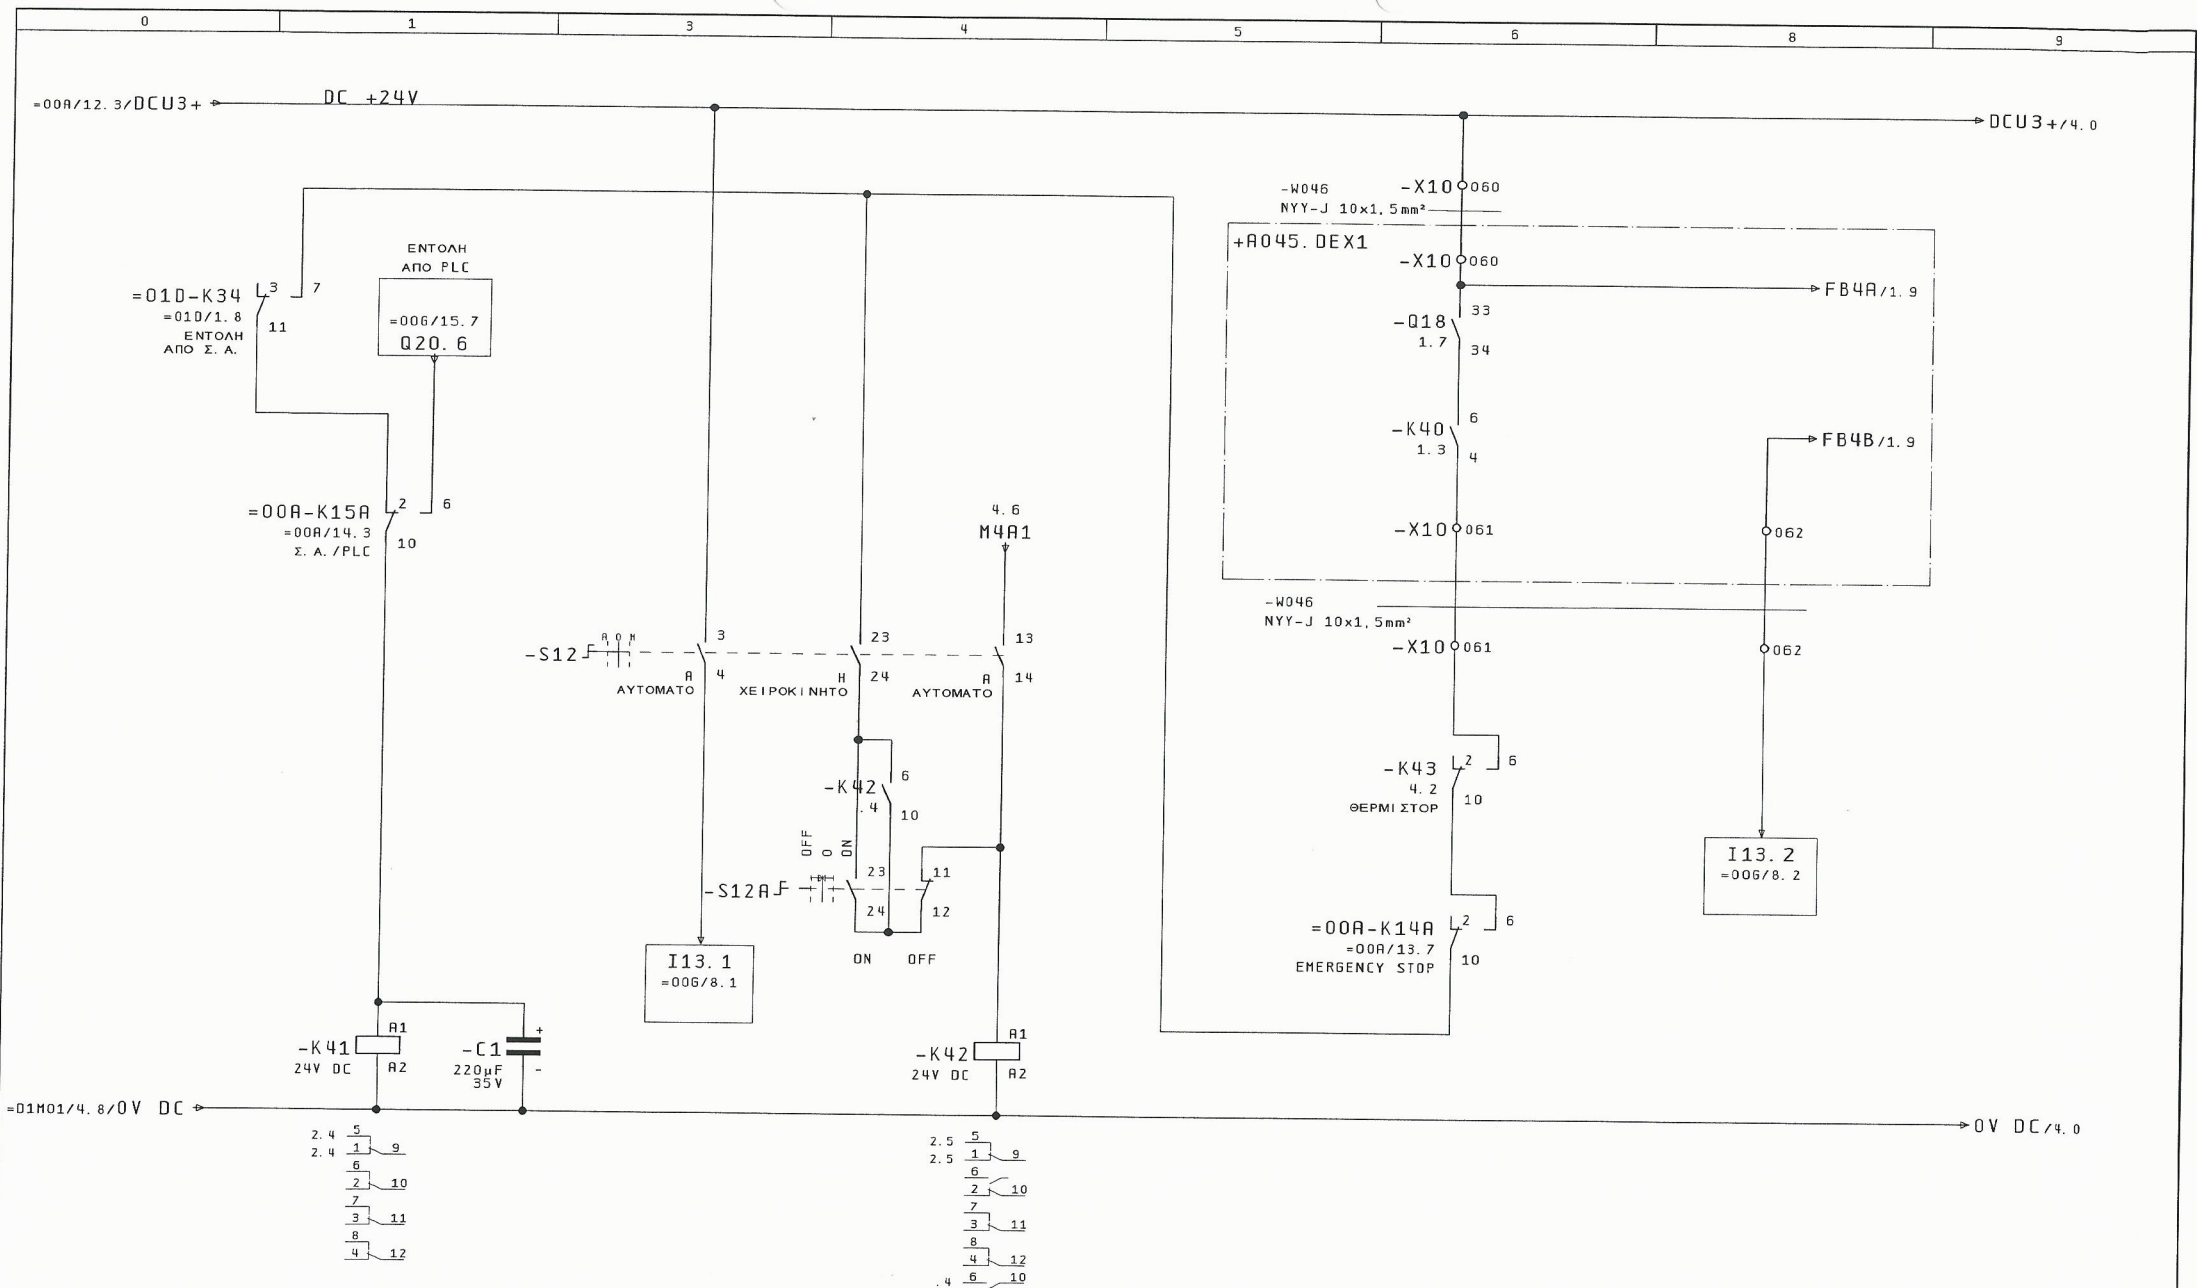 0 1 3 4 5 6 8 9
=00A/12.3/DCU3+
DC +24V
DCU3+/4.0
-W046
NYY-J 10x1,5mm²
-X10 060
+A045.DEX1
-X10 060
FB4A/1.9
-Q18
1.7
33
34
-K40
1.3
6
4
FB4B/1.9
-X10 061
062
-W046
NYY-J 10x1,5mm²
-X10 061
062
=01D-K34
=01D/1.8
ΕΝΤΟΛΗ
ΑΠΟ Σ.Α.
3 7
11
ΕΝΤΟΛΗ
ΑΠΟ PLC
=00G/15.7
Q20.6
=00A-K15A
=00A/14.3
Σ.Α./PLC
2 6
10
4.6
M4A1
-S12
A 0 H
3
4
A
ΑΥΤΟΜΑΤΟ
23
24
H
ΧΕΙΡΟΚΙΝΗΤΟ
13
14
A
ΑΥΤΟΜΑΤΟ
-K42
.4
6
10
OFF
0
ON
-S12A
23
24
11
12
ON OFF
I13.1
=00G/8.1
-K43
4.2
ΘΕΡΜΙΣΤΟΡ
2 6
10
=00A-K14A
=00A/13.7
EMERGENCY STOP
2 6
10
I13.2
=00G/8.2
-K41
24V DC
A1
A2
-C1
220µF
35V
+
-
-K42
24V DC
A1
A2
=D1M01/4.8/0V DC
0V DC/4.0
2.4 5
2.4 1 9
6
2 10
7
3 11
8
4 12
2.5 5
2.5 1 9
6
2 10
7
3 11
8
4 12
.4 6 10